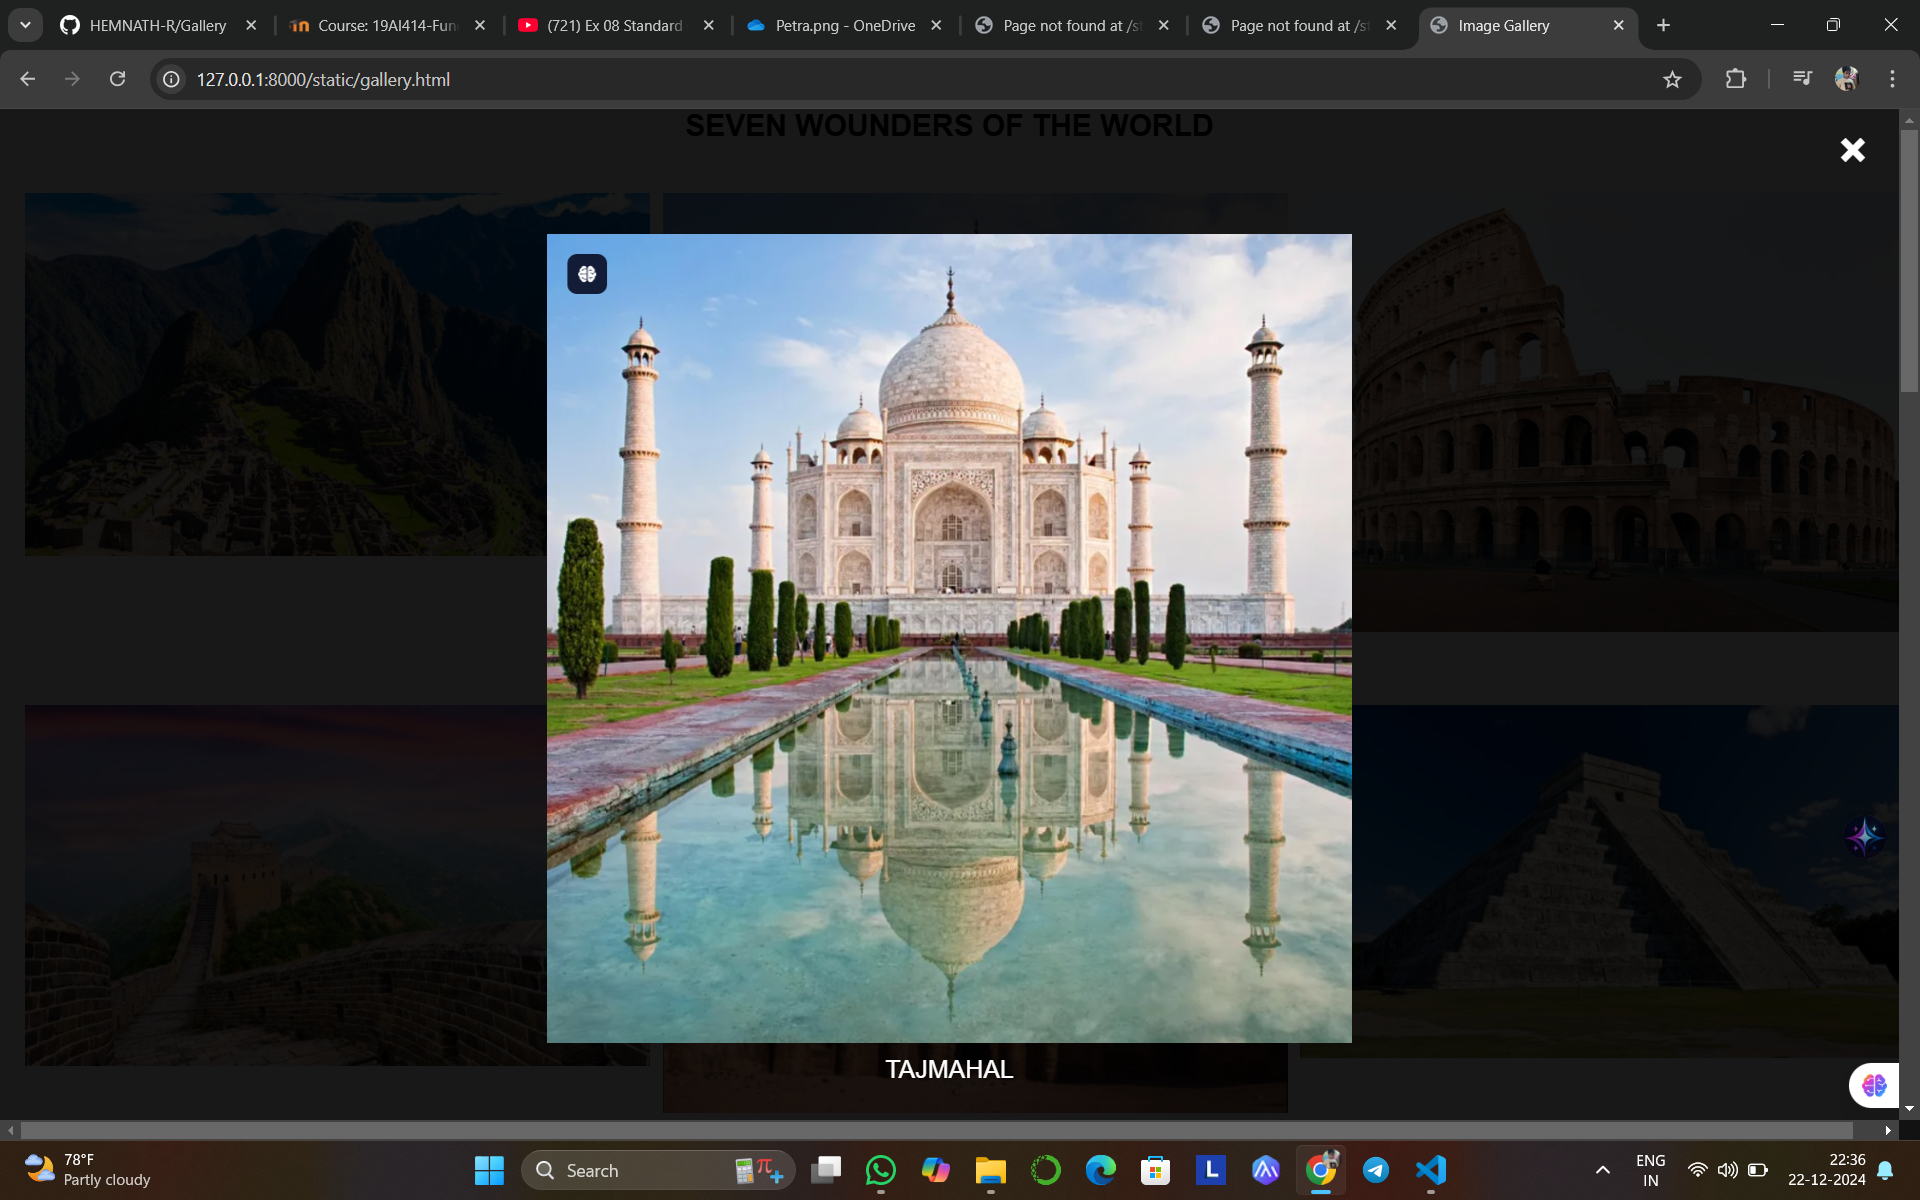 HEMNATH-R/Gallery
Course: 19AI414-Fun
(721) Ex 08 Standard
Petra.png - OneDrive
Page not found at /st
Page not found at /st
Image Gallery
127.0.0.1:8000/static/gallery.html
SEVEN WOUNDERS OF THE WORLD
TAJMAHAL
78°F
Partly cloudy
Search
L
ENG
IN
22:36
22-12-2024